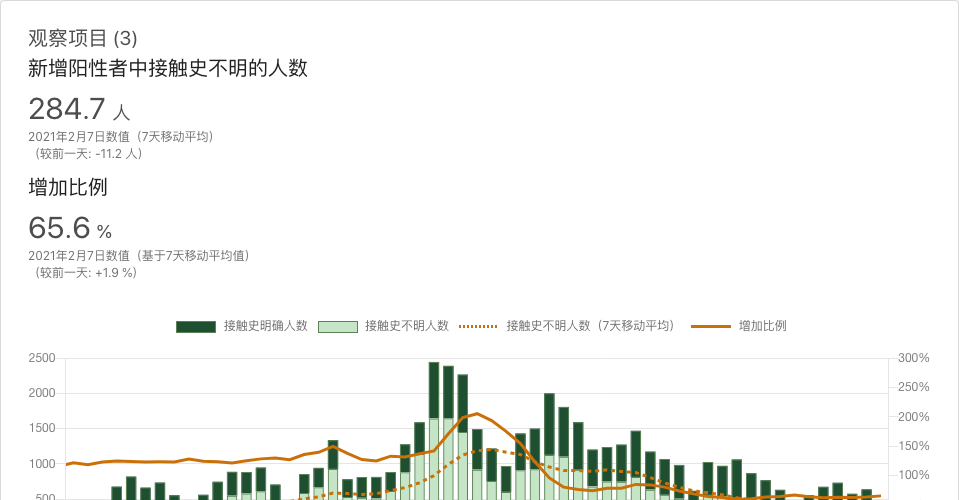 观察项目 (3)
新增阳性者中接触史不明的人数
284.7 人
2021年2月7日数值（7天移动平均）
（较前一天: -11.2 人）
增加比例
65.6 %
2021年2月7日数值（基于7天移动平均值）
（较前一天: +1.9 %）
接触史明确人数 接触史不明人数 接触史不明人数（7天移动平均） 增加比例
2500 300%
250%
2000
200%
1500
150%
1000
100%
500